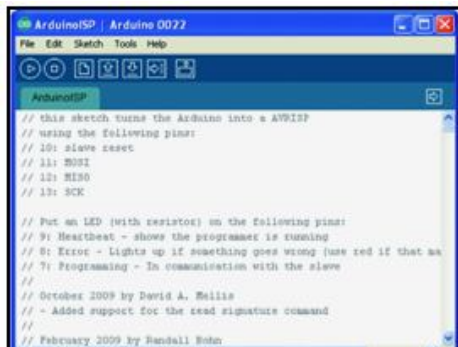 ArduinoISP | Arduino 0022
File Edit Sketch Tools Help
ArduinoISP
// this sketch turns the Arduino into a AVRISP
// using the following pins:
// 10: slave reset
// 11: MOSI
// 12: MISO
// 13: SCK
// Put an LED (with resistor) on the following pins:
// 9: Heartbeat - shows the programmer is running
// 8: Error - Lights up if something goes wrong (use red if that ma
// 7: Programming - In communication with the slave
//
// October 2009 by David A. Mellis
// - Added support for the read signature command
//
// February 2009 by Randall Bohn